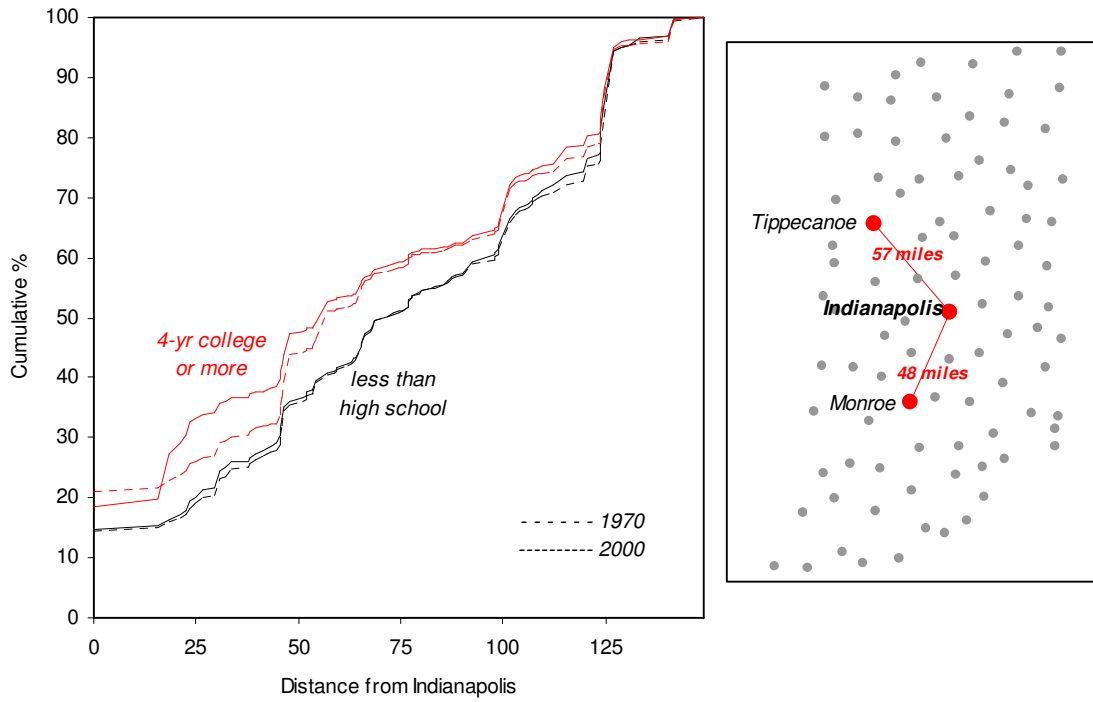 100
90
80
70
60
50
40
30
20
10
0
Cumulative %
4-yr college
or more
less than
high school
1970
2000
0
25
50
75
100
125
Distance from Indianapolis
Tippecanoe
57 miles
Indianapolis
48 miles
Monroe